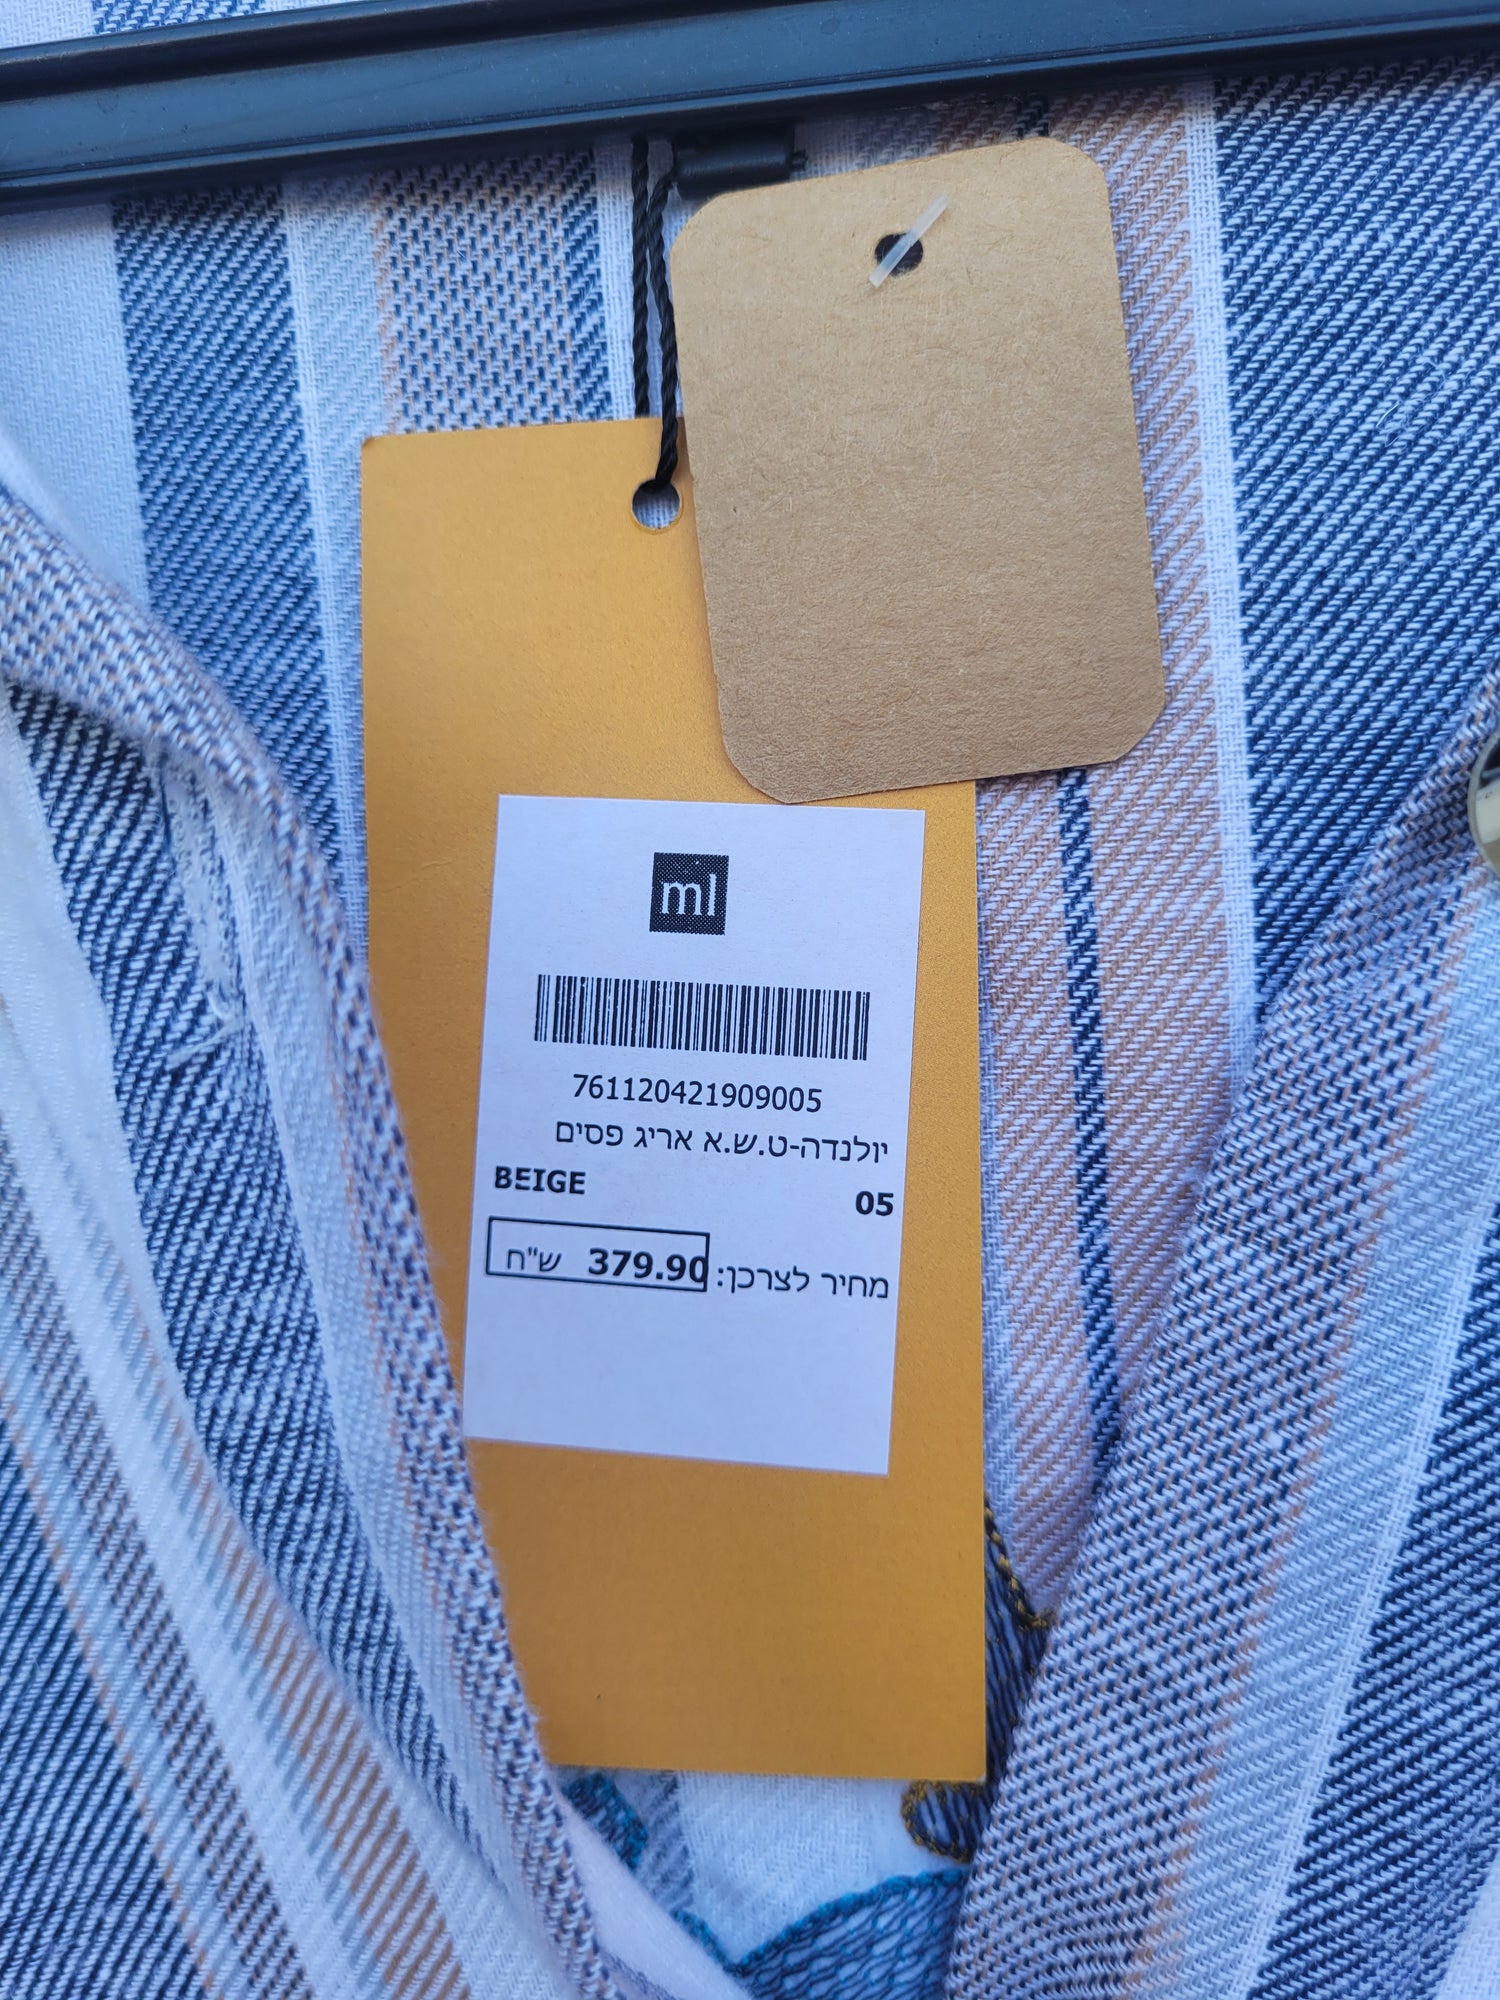 ml
761120421909005
יולנדה-ט.ש.א אריג פסים
BEIGE 05
מחיר לצרכן: 379.90 ש"ח